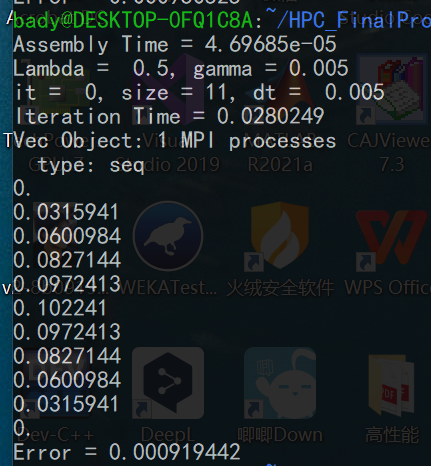 bady@DESKTOP-OFQ1C8A:~/HPC_FinalPro
Assembly Time = 4.69685e-05
Lambda =  0.5, gamma = 0.005
it =  0, size = 11, dt =  0.005
Iteration Time = 0.0280249
Vec Object: 1 MPI processes
  type: seq
0.
0.0315941
0.0600984
0.0827144
0.0972413
0.102241
0.0972413
0.0827144
0.0600984
0.0315941
0.
Error = 0.000919442
Studio 2019
R2021a
CAJViewer
7.3
WEKATest...
火绒安全软件
WPS Office
Dev-C++
DeepL
唧唧Down
高性能